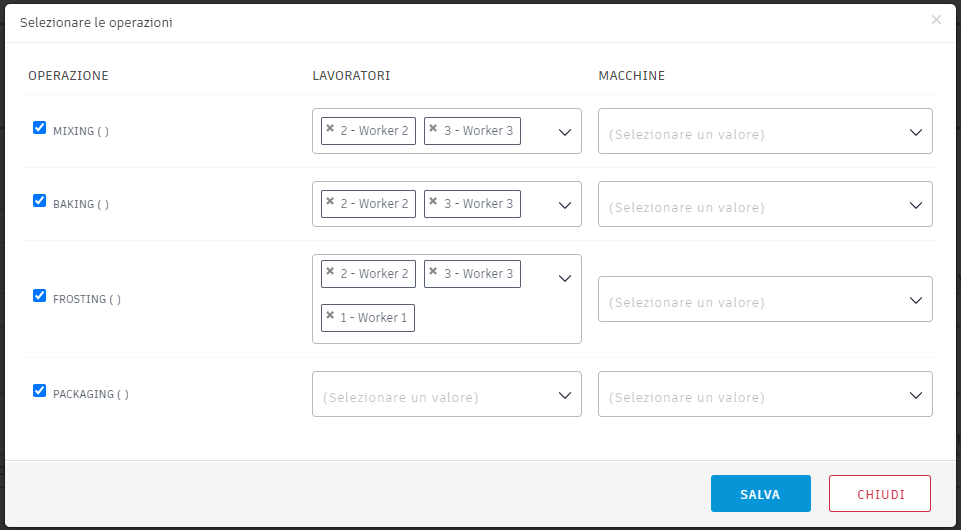 Selezionare le operazioni
×
OPERAZIONE LAVORATORI MACCHINE
MIXING ( ) × 2 - Worker 2 × 3 - Worker 3 (Selezionare un valore)
BAKING ( ) × 2 - Worker 2 × 3 - Worker 3 (Selezionare un valore)
× 2 - Worker 2 × 3 - Worker 3
FROSTING ( ) (Selezionare un valore)
× 1 - Worker 1
PACKAGING ( ) (Selezionare un valore) (Selezionare un valore)
SALVA CHIUDI